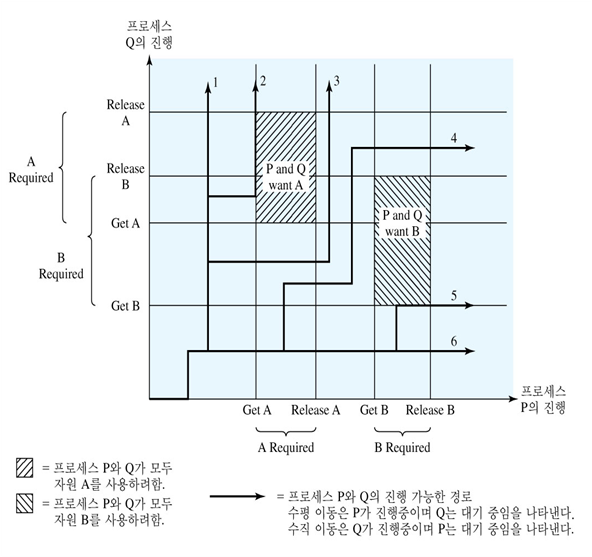 프로세스
Q의 진행
1
2
3
Release
A
4
A
Required
Release
B
P and Q
want A
Get A
P and Q
want B
B
Required
Get B
5
6
프로세스
P의 진행
Get A
Release A
Get B
Release B
A Required
B Required
= 프로세스 P와 Q가 모두
자원 A를 사용하려함.
= 프로세스 P와 Q가 모두
자원 B를 사용하려함.
= 프로세스 P와 Q의 진행 가능한 경로
수평 이동은 P가 진행중이며 Q는 대기 중임을 나타낸다.
수직 이동은 Q가 진행중이며 P는 대기 중임을 나타낸다.